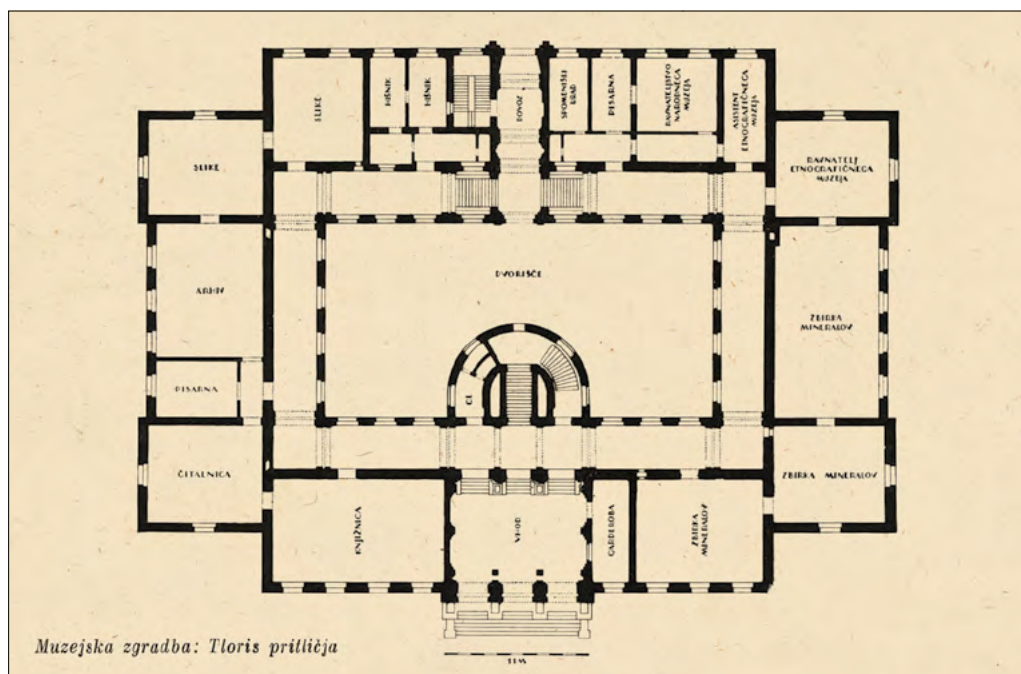 SLIKE
HIŠNIK
HIŠNIK
DOVOZ
SPOMENIŠKI
URAD
PISARNA
RAVNATELJSTVO
NARODNEGA
MUZEJA
ASISTENT
ETNOGRAFIČNEGA
MUZEJA
SLIKE
RAVNATELJ
ETNOGRAFIČNEGA
MUZEJA
DVORIŠČE
ARHIV
ZBIRKA
MINERALOV
PISARNA
ČITALNICA
ZBIRKA MINERALOV
KNJIŽNICA
VHOD
GARDEROBA
ZBIRKA
MINERALOV
Muzejska zgradba: Tloris pritličja